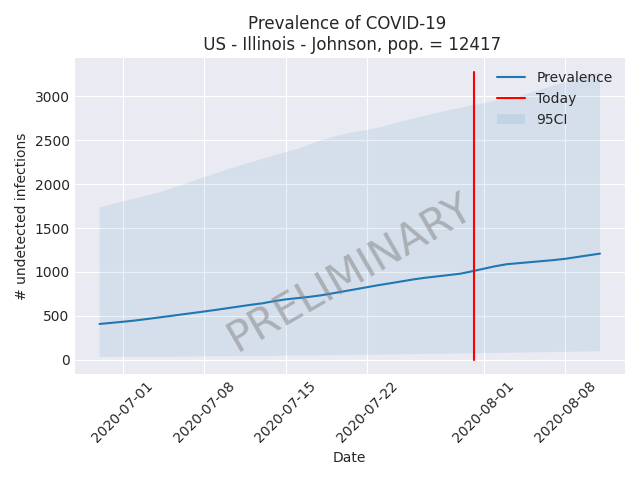 Prevalence of COVID-19
US - Illinois - Johnson, pop. = 12417
Prevalence
Today
95CI
3000
2500
2000
1500
1000
500
0
# undetected infections
PRELIMINARY
2020-07-01
2020-07-08
2020-07-15
2020-07-22
2020-08-01
2020-08-08
Date